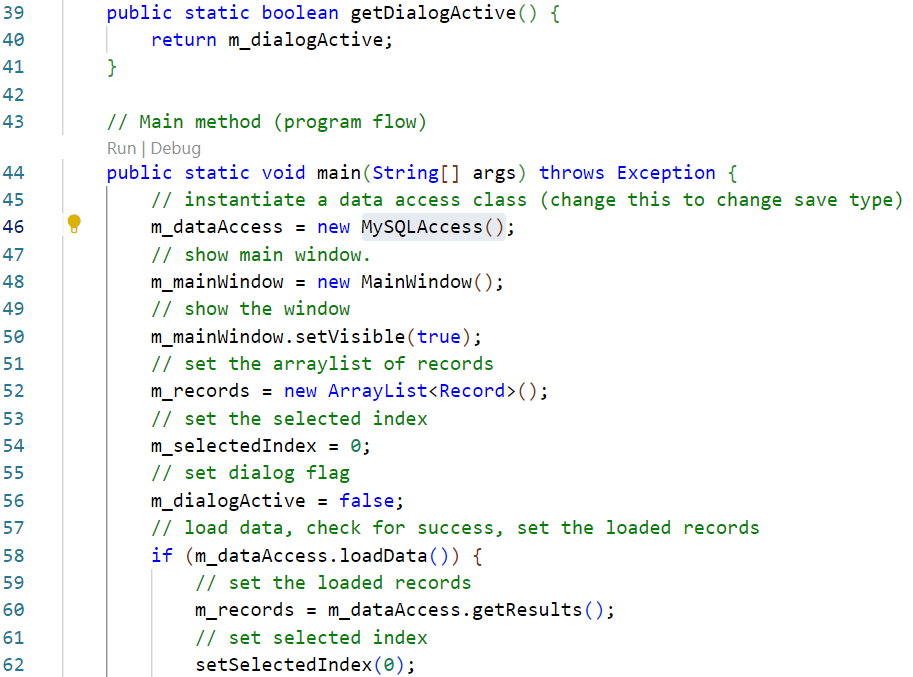 39 public static boolean getDialogActive() {
40 return m_dialogActive;
41 }
42
43 // Main method (program flow)
Run | Debug
44 public static void main(String[] args) throws Exception {
45 // instantiate a data access class (change this to change save type)
46 m_dataAccess = new MySQLAccess();
47 // show main window.
48 m_mainWindow = new MainWindow();
49 // show the window
50 m_mainWindow.setVisible(true);
51 // set the arraylist of records
52 m_records = new ArrayList<Record>();
53 // set the selected index
54 m_selectedIndex = 0;
55 // set dialog flag
56 m_dialogActive = false;
57 // load data, check for success, set the loaded records
58 if (m_dataAccess.loadData()) {
59 // set the loaded records
60 m_records = m_dataAccess.getResults();
61 // set selected index
62 setSelectedIndex(0);